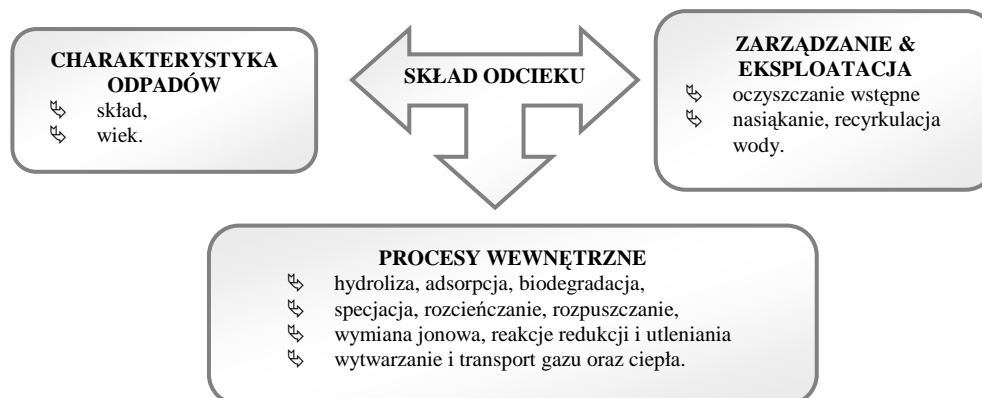 CHARAKTERYSTYKA
ODPADÓW
skład,
wiek.
SKŁAD ODCIEKU
ZARZĄDZANIE &
EKSPLOATACJA
oczyszczanie wstępne
nasiąkanie, recyrkulacja
wody.
PROCESY WEWNĘTRZNE
hydroliza, adsorpcja, biodegradacja,
specjacja, rozcieńczanie, rozpuszczanie,
wymiana jonowa, reakcje redukcji i utleniania
wytwarzanie i transport gazu oraz ciepła.